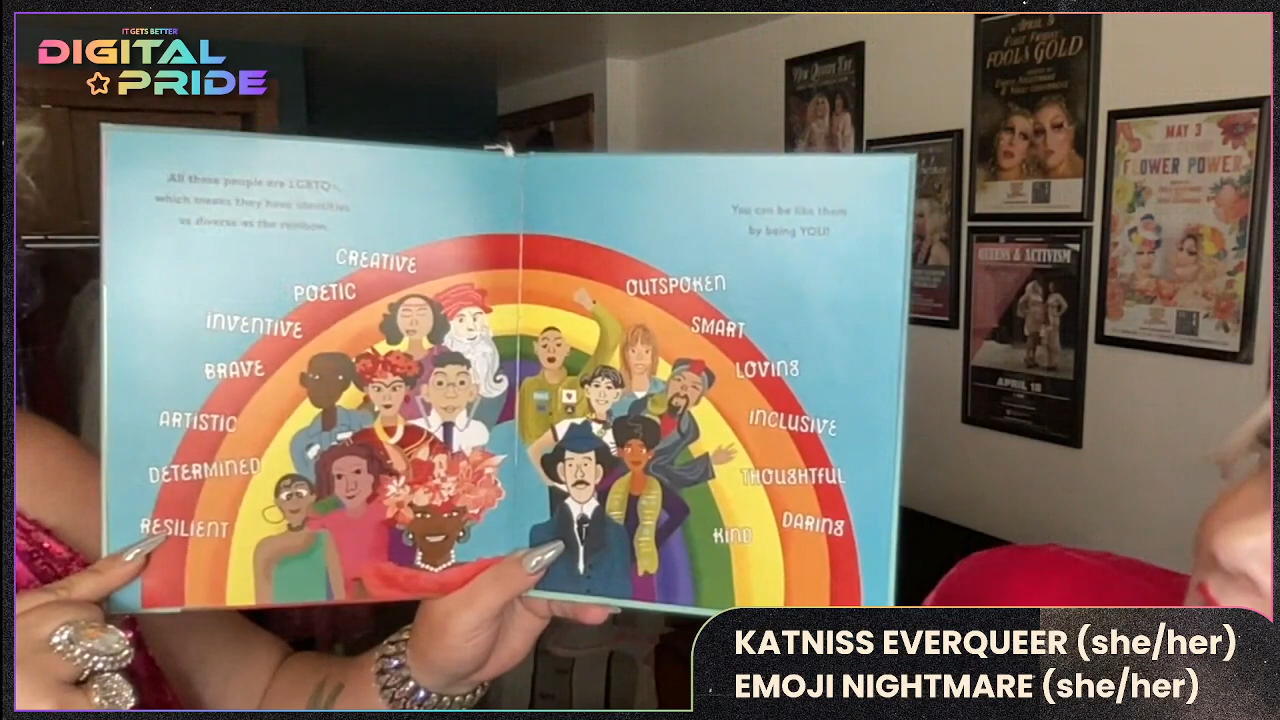 IT GETS BETTER
DIGITAL
PRIDE
All these people are LGBTQ+,
which means they have identities
as diverse as the rainbow.
You can be like them
by being YOU!
CREATIVE
POETIC
INVENTIVE
BRAVE
ARTISTIC
DETERMINED
RESILIENT
OUTSPOKEN
SMART
LOVING
INCLUSIVE
THOUGHTFUL
DARING
KIND
FOOLS GOLD
MAY 3
FLOWER POWER
QUEENS & ACTIVISM
APRIL 18
KATNISS EVERQUEER (she/her)
EMOJI NIGHTMARE (she/her)